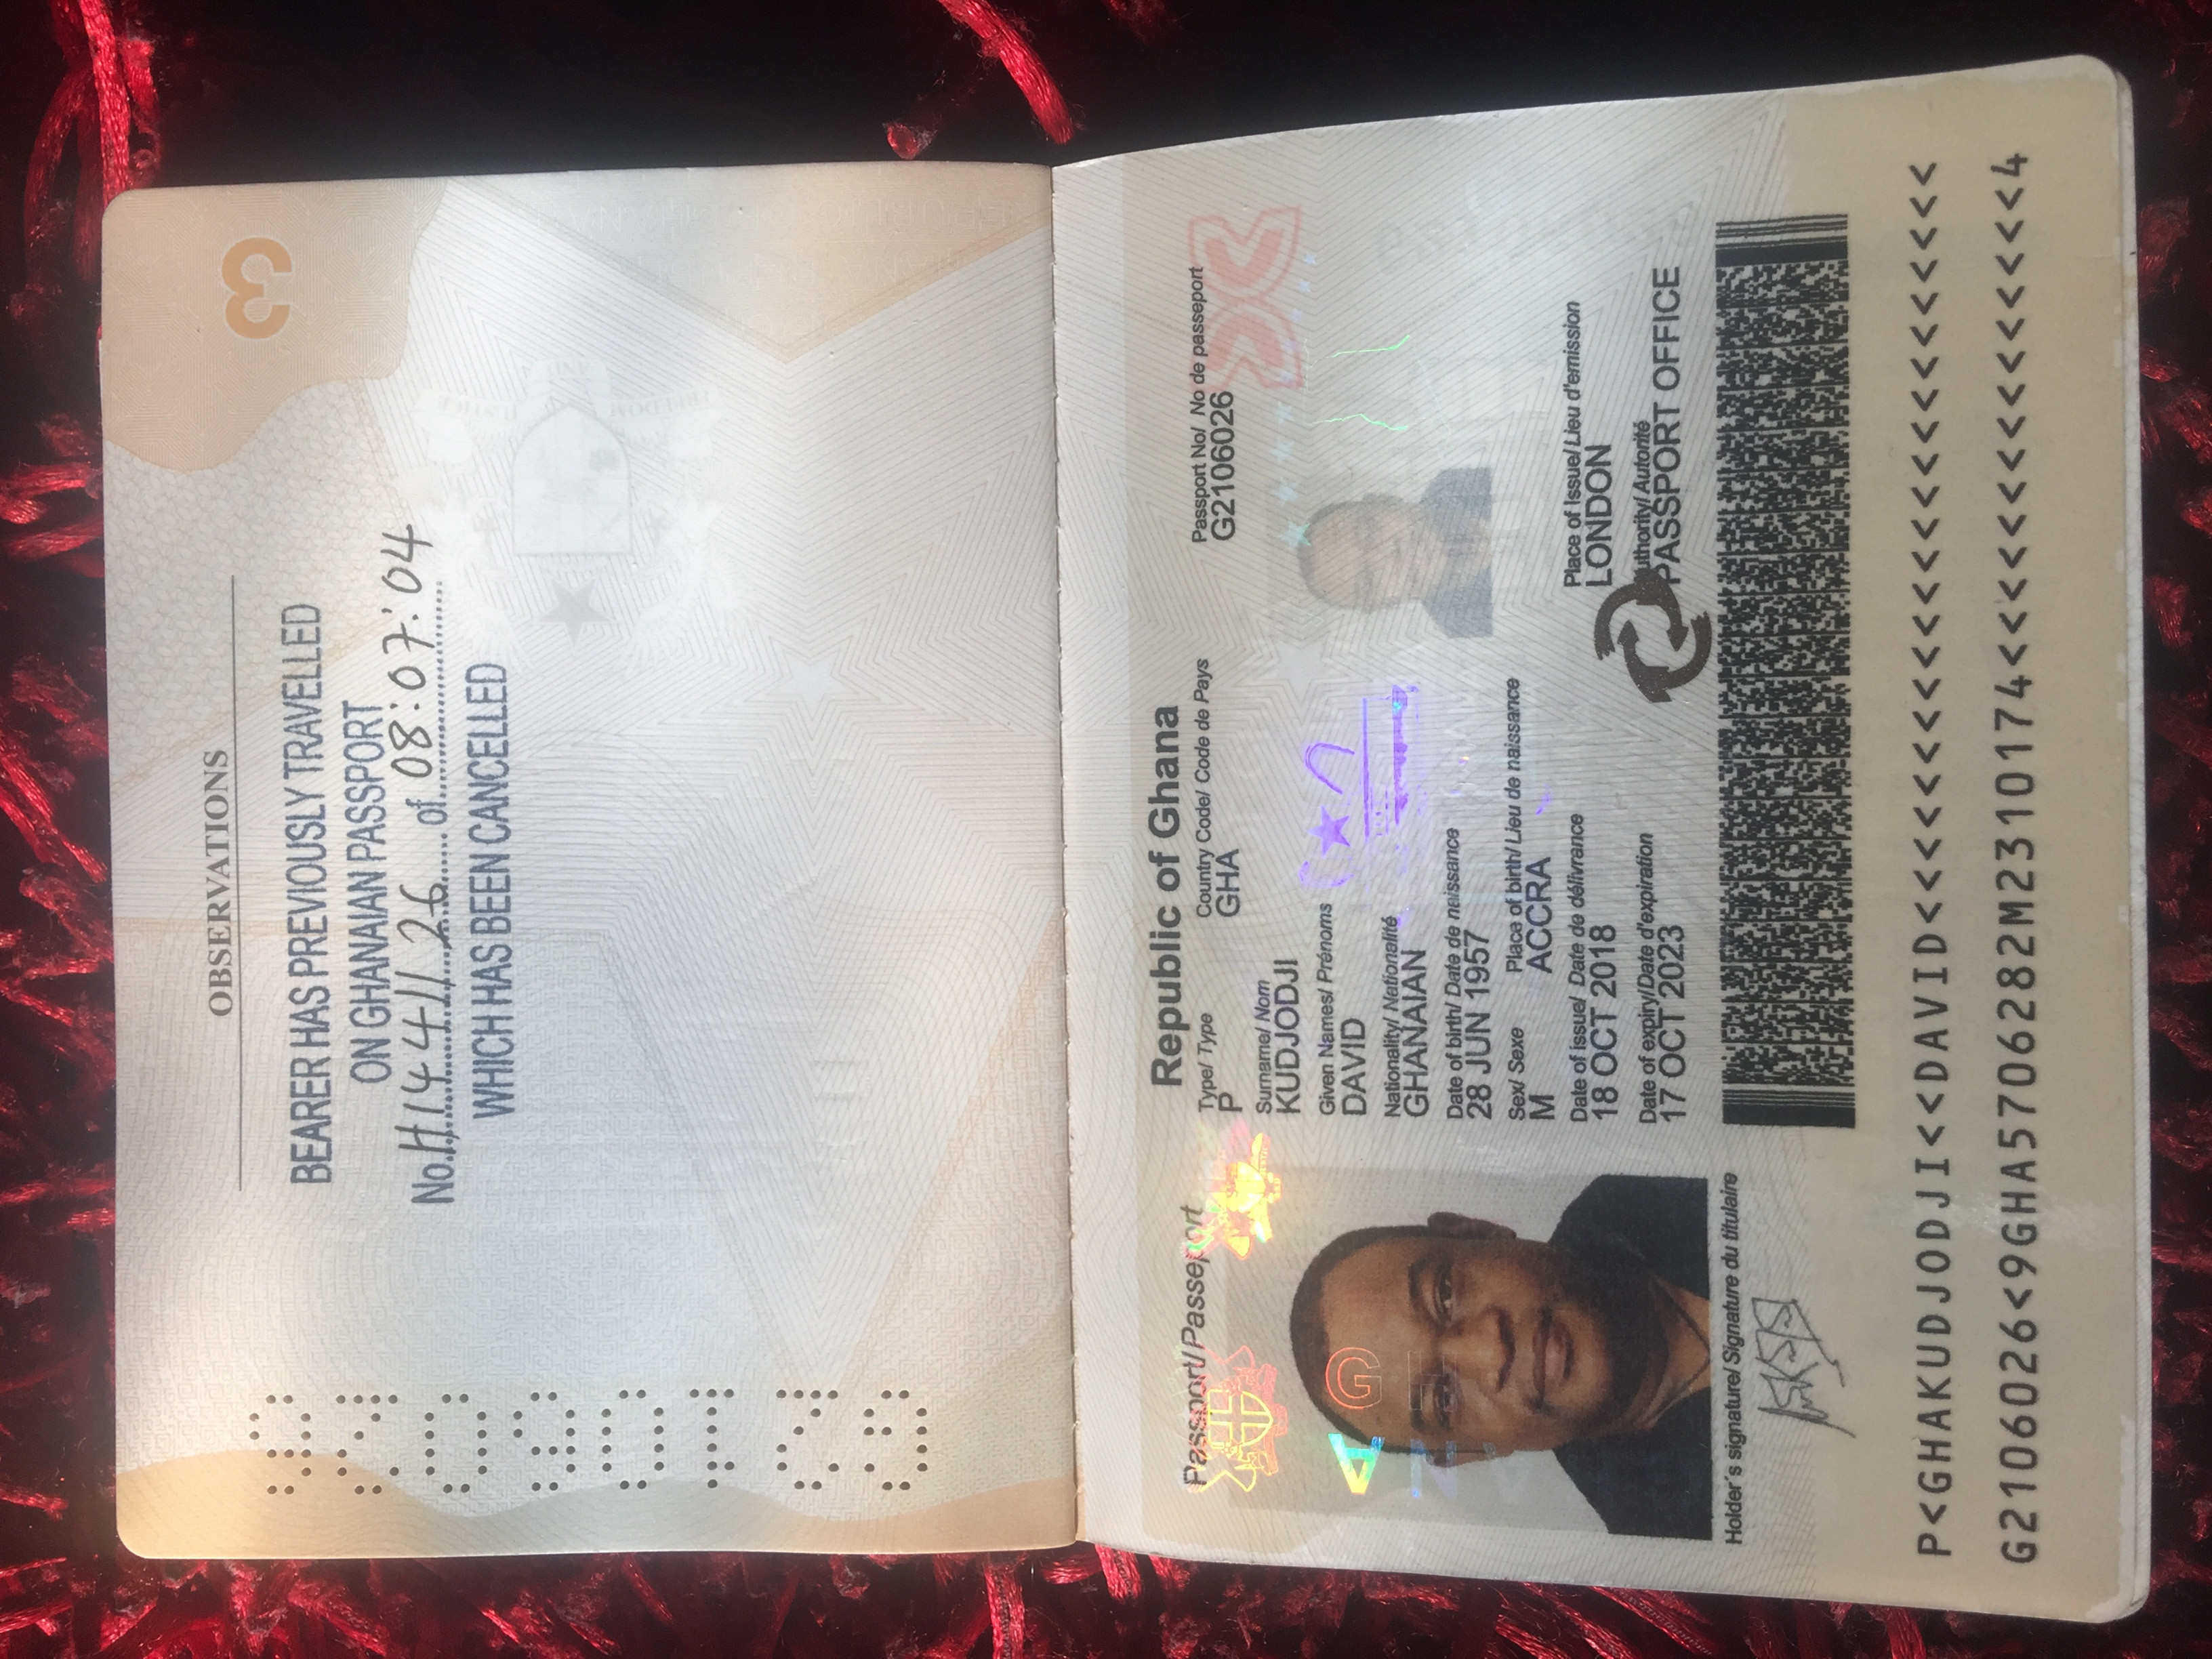 OBSERVATIONS
BEARER HAS PREVIOUSLY TRAVELLED
ON GHANAIAN PASSPORT
No. H1441126 of 08:07:04
WHICH HAS BEEN CANCELLED
3
G2106026
Republic of Ghana
Passport/Passeport
Type/ Type
Country Code/ Code de Pays
Passport No/ No de passeport
P
GHA
G2106026
Surname/ Nom
KUDJODJI
Given Names/ Prénoms
DAVID
Nationality/ Nationalité
GHANAIAN
Date of birth/ Date de naissance
28 JUN 1957
Sex/ Sexe
Place of birth/ Lieu de naissance
M
ACCRA
Date of issue/ Date de délivrance
Place of Issue/ Lieu d'emission
18 OCT 2018
LONDON
Date of expiry/Date d'expiration
Authority/ Autorité
17 OCT 2023
PASSPORT OFFICE
Holder's signature/ Signature du titulaire
P<GHAKUDJODJI<<DAVID<<<<<<<<<<<<<<<<<<<<<<<<
G2106026<9GHA5706282M2310174<<<<<<<<<<<<<<<4